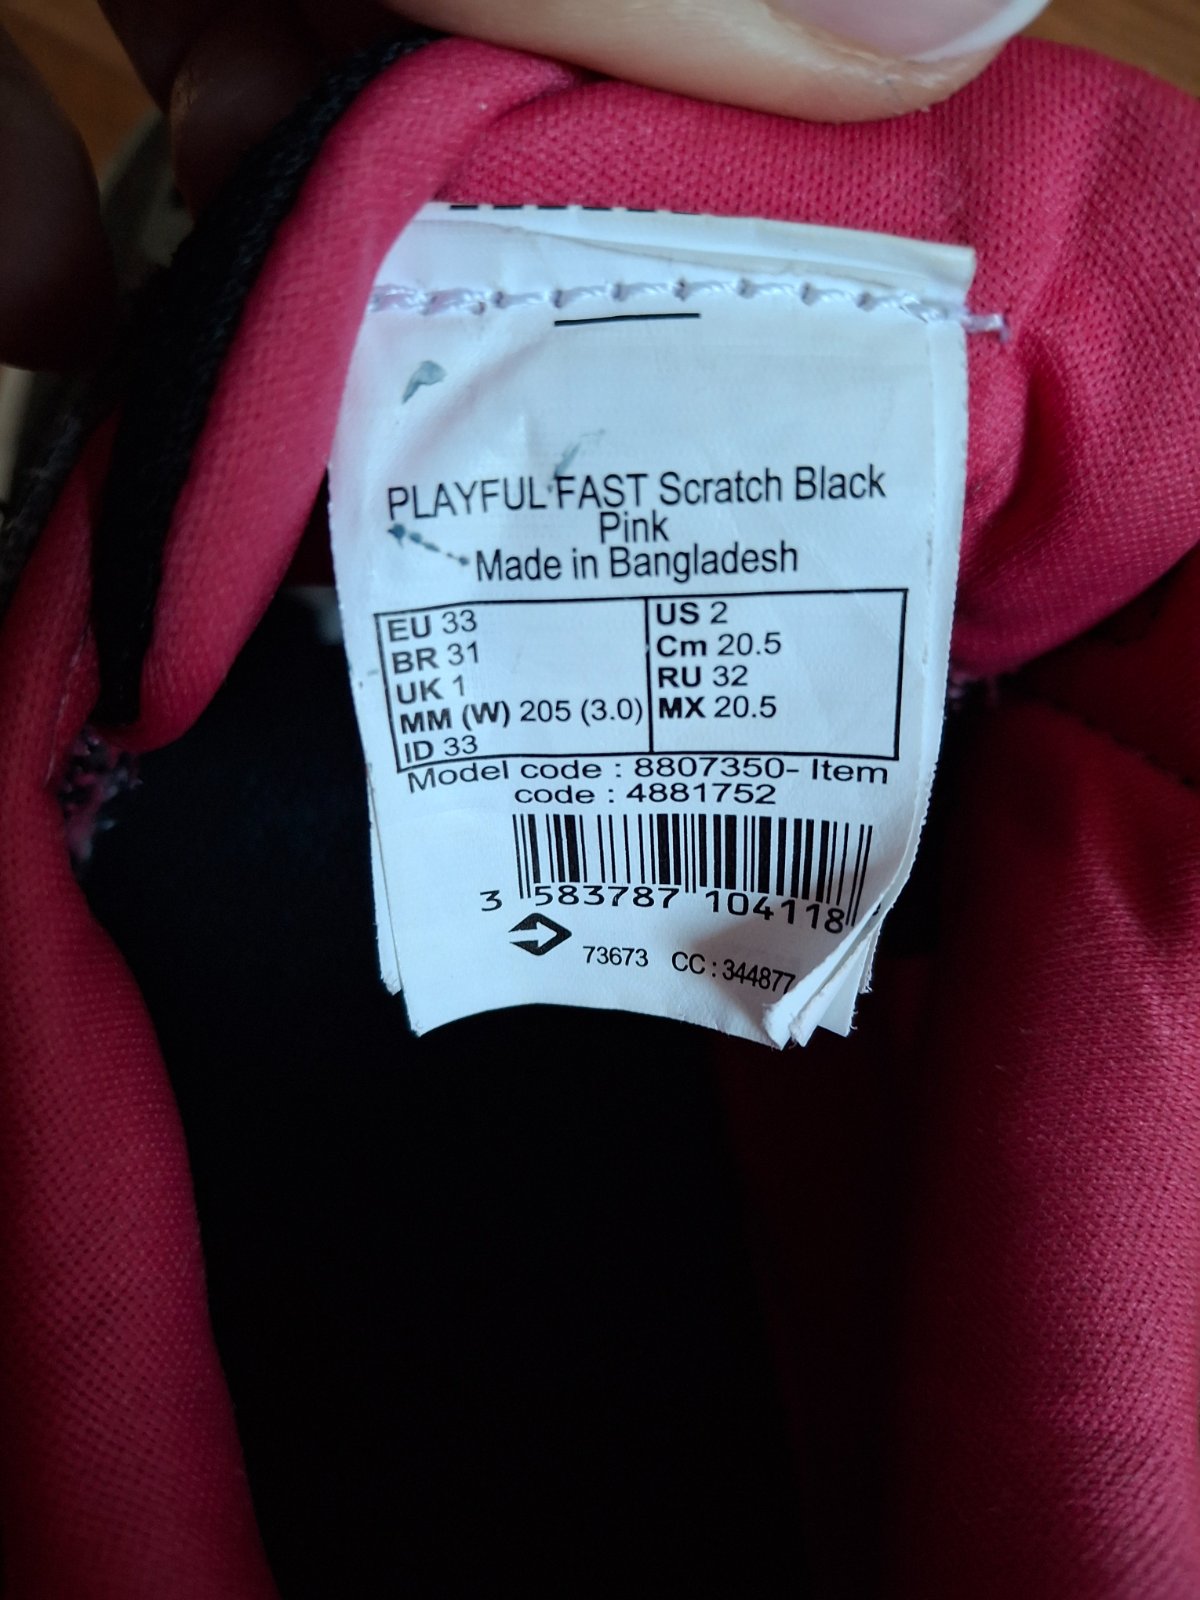 PLAYFUL FAST Scratch Black
Pink
Made in Bangladesh
EU 33
BR 31
UK 1
MM (W) 205 (3.0)
ID 33
US 2
Cm 20.5
RU 32
MX 20.5
Model code : 8807350- Item
code : 4881752
3 583787 104118
73673 CC : 344877